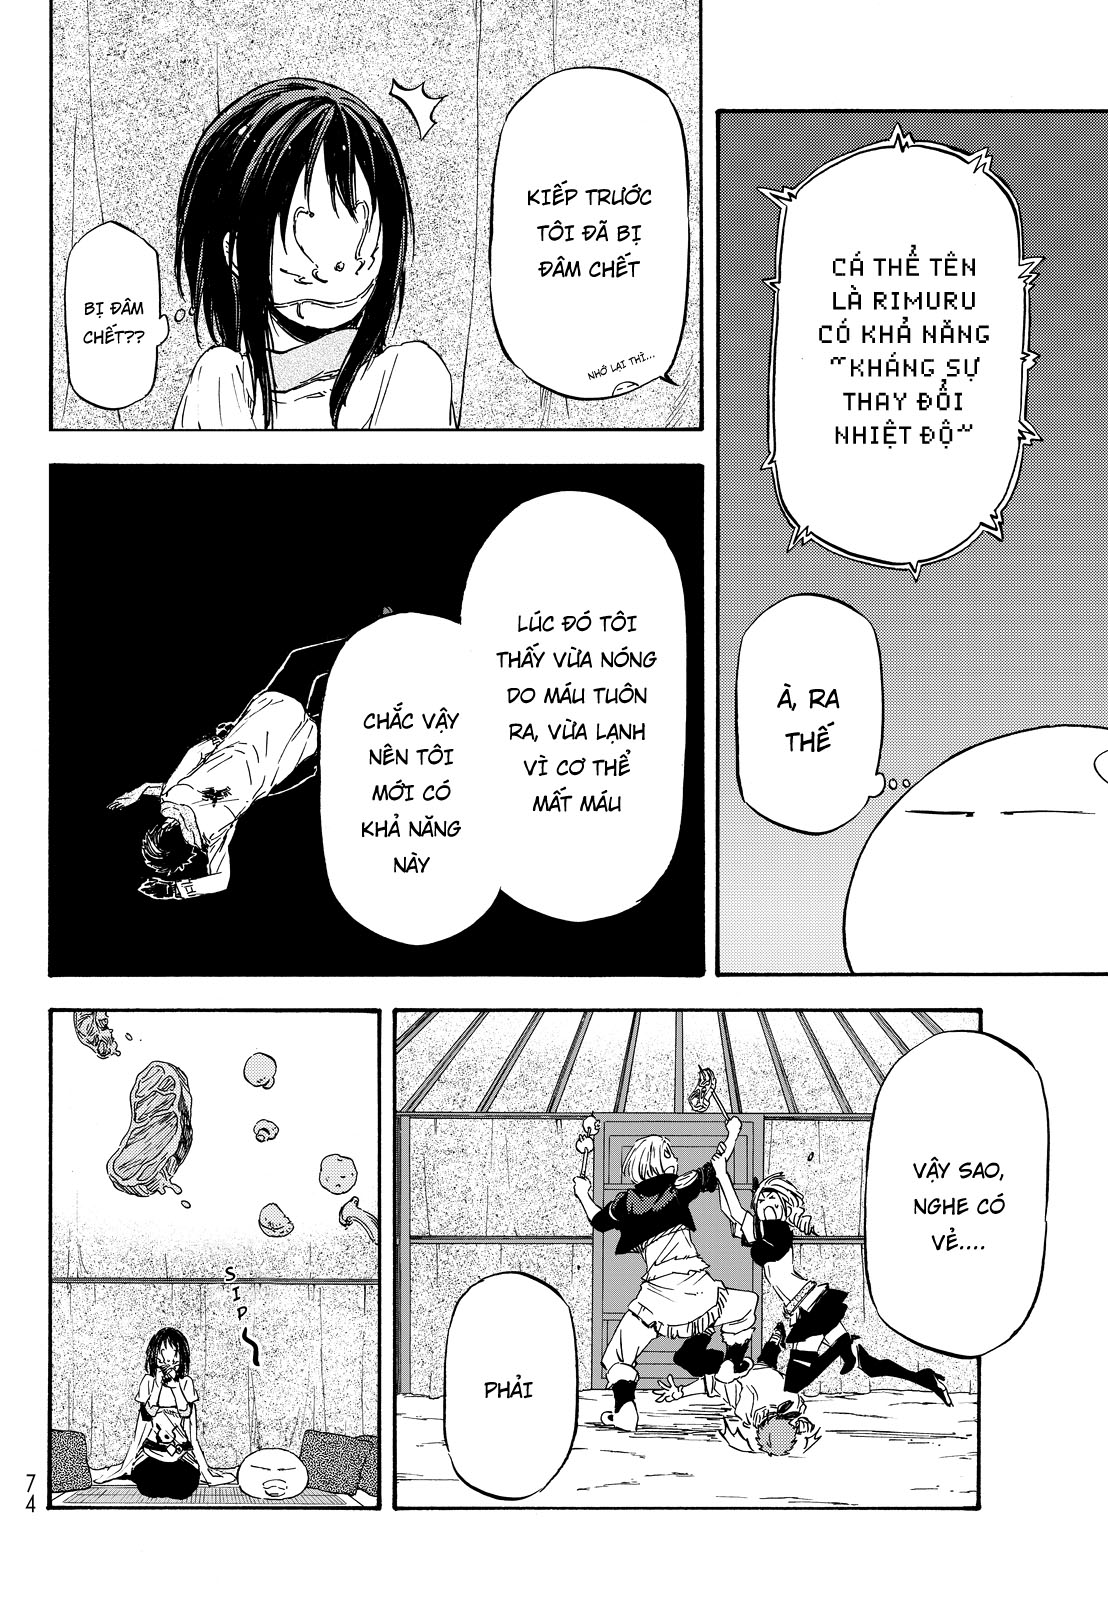 CÁ THỂ TÊN
LÀ RIMURU
CÓ KHẢ NĂNG
"KHÁNG SỰ
THAY ĐỔI
NHIỆT ĐỘ"
À, RA
THẾ
KIẾP TRƯỚC
TÔI ĐÃ BỊ
ĐÂM CHẾT
NHỚ LẠI THÌ...
BỊ ĐÂM
CHẾT??
LÚC ĐÓ TÔI
THẤY VỪA NÓNG
DO MÁU TUÔN
RA, VỪA LẠNH
VÌ CƠ THỂ
MẤT MÁU
CHẮC VẬY
NÊN TÔI
MỚI CÓ
KHẢ NĂNG
NÀY
VẬY SAO,
NGHE CÓ
VẺ....
PHẢI
SIP~
74